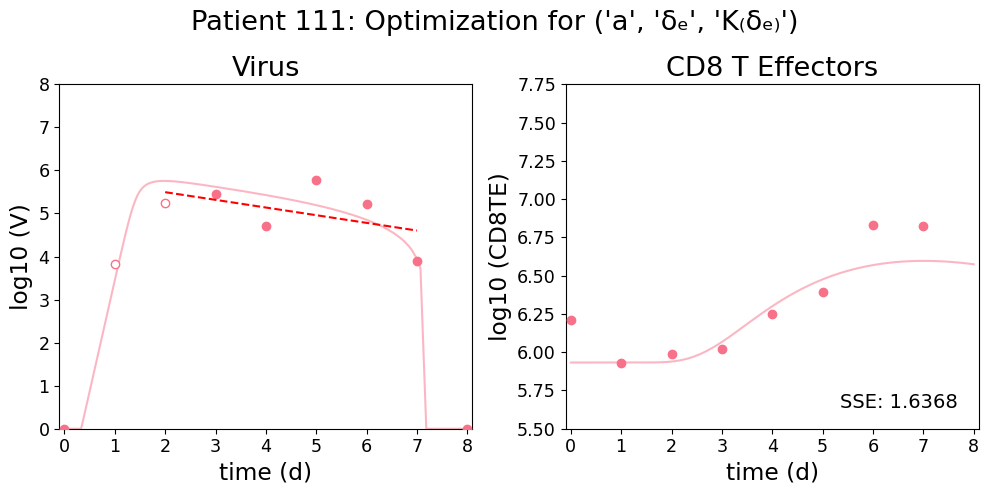 Patient 111: Optimization for ('a', 'δₑ', 'K₍δₑ₎')
Virus
CD8 T Effectors
8
7
6
5
4
3
2
1
0
log10 (V)
0 1 2 3 4 5 6 7 8
time (d)
7.75
7.50
7.25
7.00
6.75
6.50
6.25
6.00
5.75
5.50
log10 (CD8TE)
SSE: 1.6368
0 1 2 3 4 5 6 7 8
time (d)